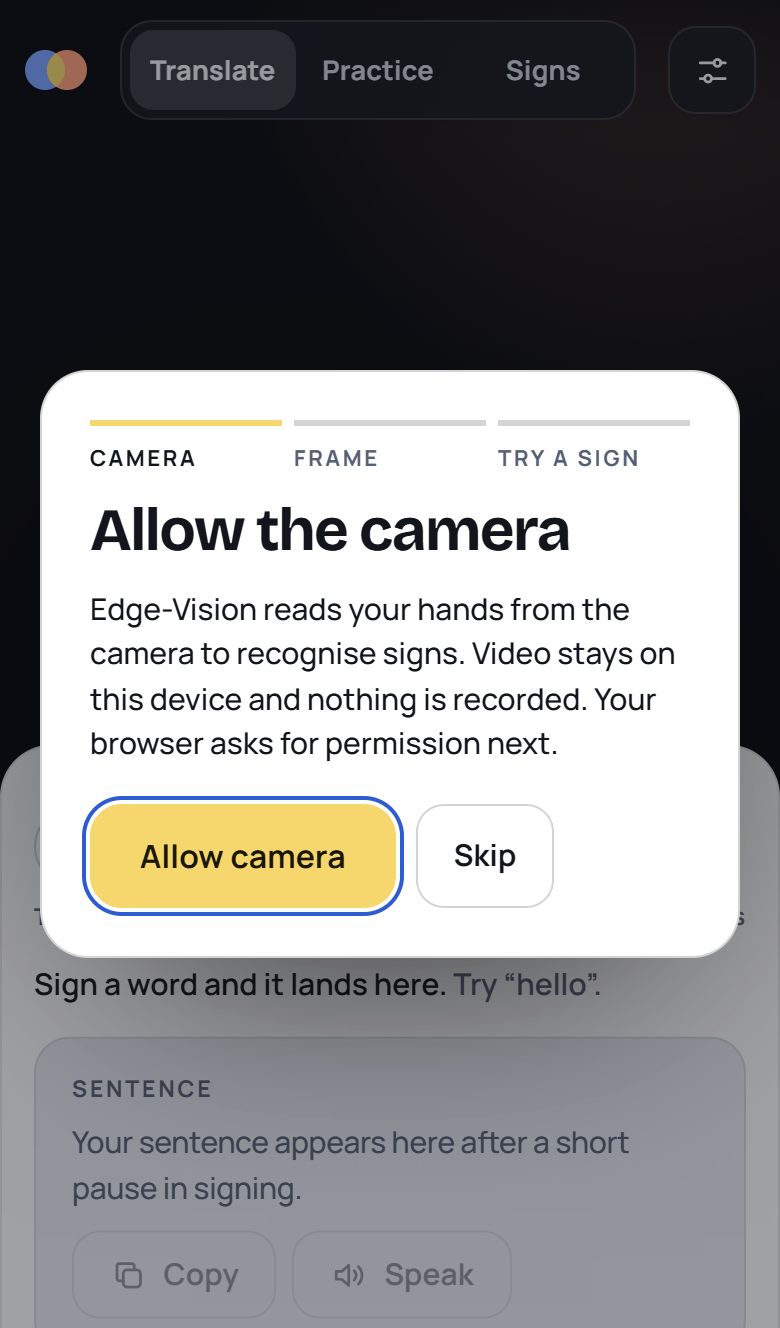 Translate
Practice
Signs
CAMERA
FRAME
TRY A SIGN
Allow the camera
Edge-Vision reads your hands from the
camera to recognise signs. Video stays on
this device and nothing is recorded. Your
browser asks for permission next.
Allow camera
Skip
Sign a word and it lands here. Try “hello”.
SENTENCE
Your sentence appears here after a short
pause in signing.
Copy
Speak